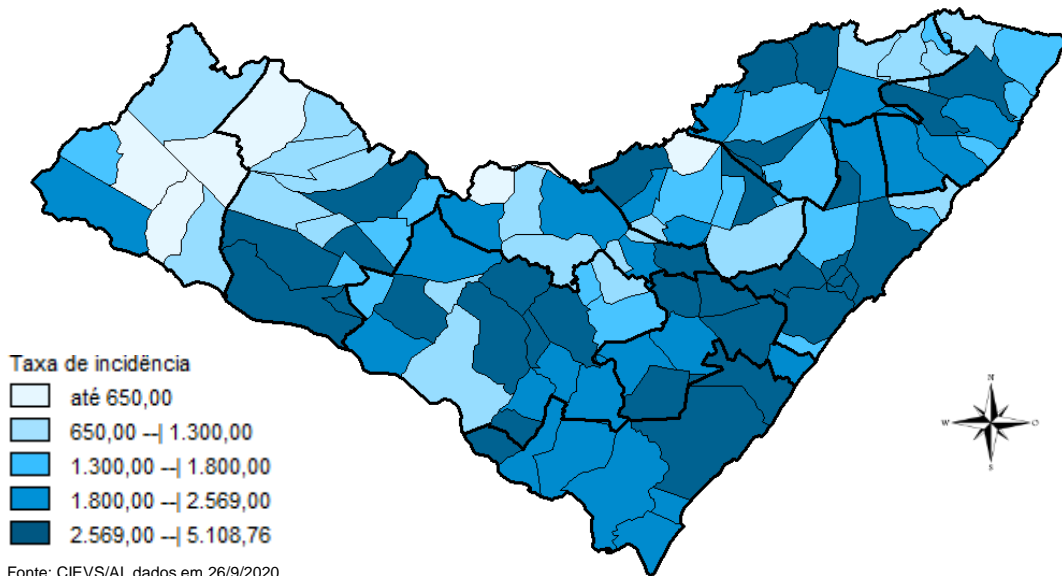 Taxa de incidëncia
até 650,00
650,00 --| 1.300,00
1.300,00 --| 1.800,00
1.800,00 --| 2.569,00
2.569,00 --| 5.108,76
Fonte: CIEVS/AL dados em 26/9/2020
N
W
O
S